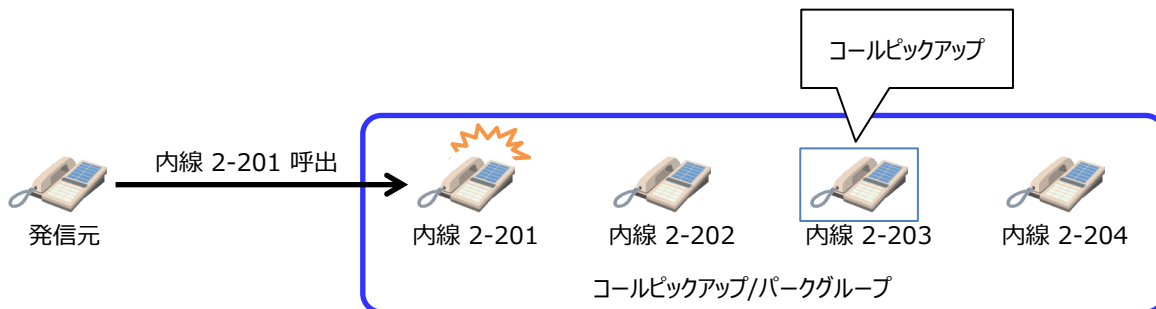 コールピックアップ
内線 2-201 呼出
発信元
内線 2-201
内線 2-202
内線 2-203
内線 2-204
コールピックアップ/パークグループ